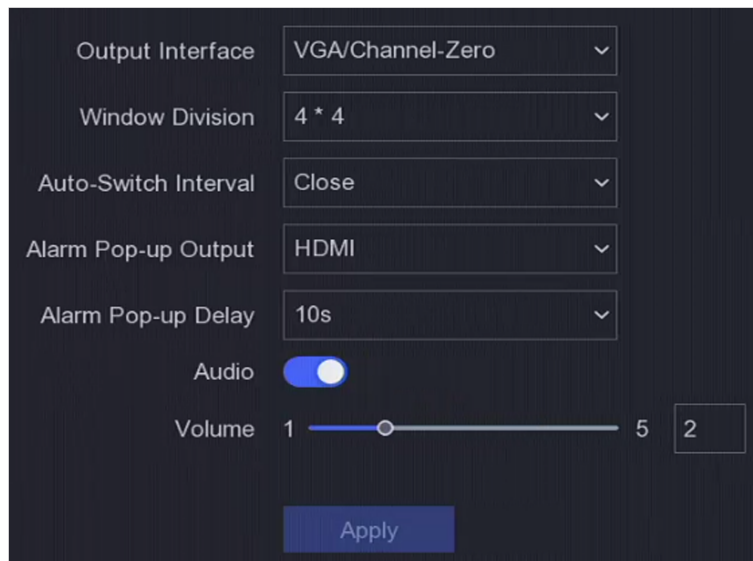 Output Interface VGA/Channel-Zero
Window Division 4 * 4
Auto-Switch Interval Close
Alarm Pop-up Output HDMI
Alarm Pop-up Delay 10s
Audio
Volume 1 5 2
Apply